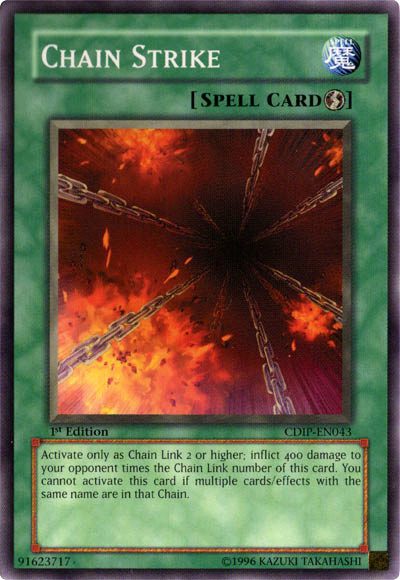 CHAIN STRIKE
魔
[SPELL CARD]
1st Edition
CDIP-EN043
Activate only as Chain Link 2 or higher; inflict 400 damage to
your opponent times the Chain Link number of this card. You
cannot activate this card if multiple cards/effects with the
same name are in that Chain.
91623717
©1996 KAZUKI TAKAHASHI